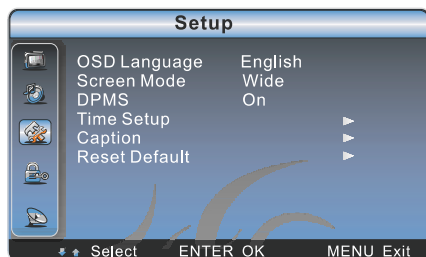 Setup
OSD Language English
Screen Mode Wide
DPMS On
Time Setup
Caption
Reset Default
Select ENTER OK MENU Exit